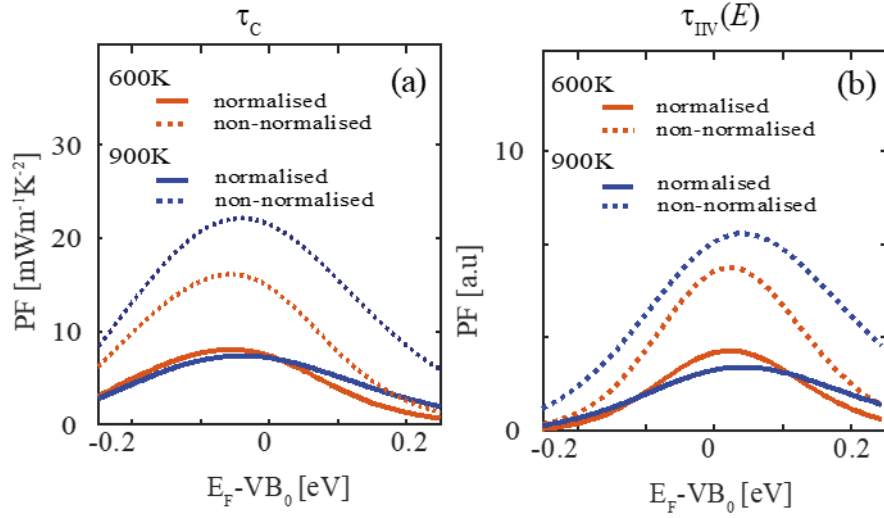 τC
(a)
600K
normalised
non-normalised
900K
normalised
non-normalised
PF [mWm-1K-2]
30
20
10
0
-0.2
0
0.2
EF-VB0 [eV]
τIIV(E)
(b)
600K
normalised
non-normalised
900K
normalised
non-normalised
PF [a.u]
10
0
-0.2
0
0.2
EF-VB0 [eV]